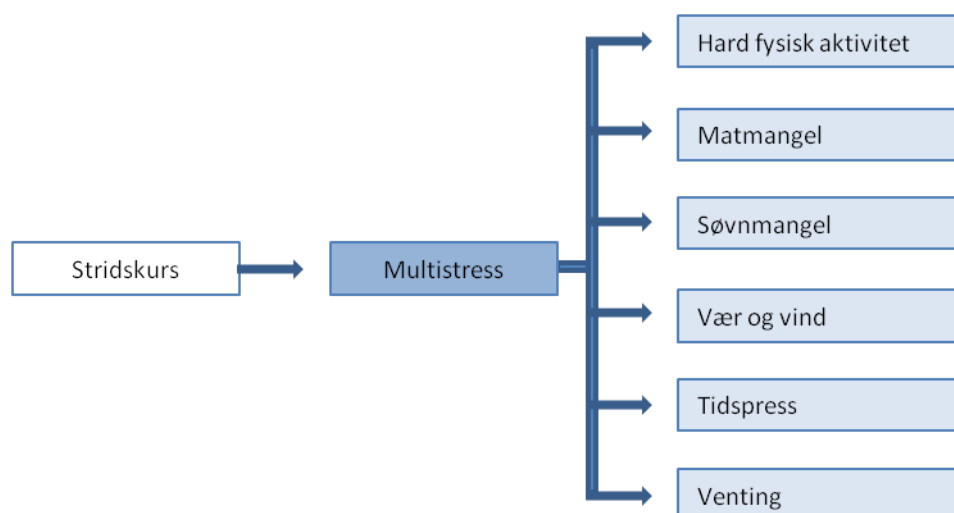 Stridskurs
Multistress
Hard fysisk aktivitet
Matmangel
Søvnmangel
Vær og vind
Tidspress
Venting